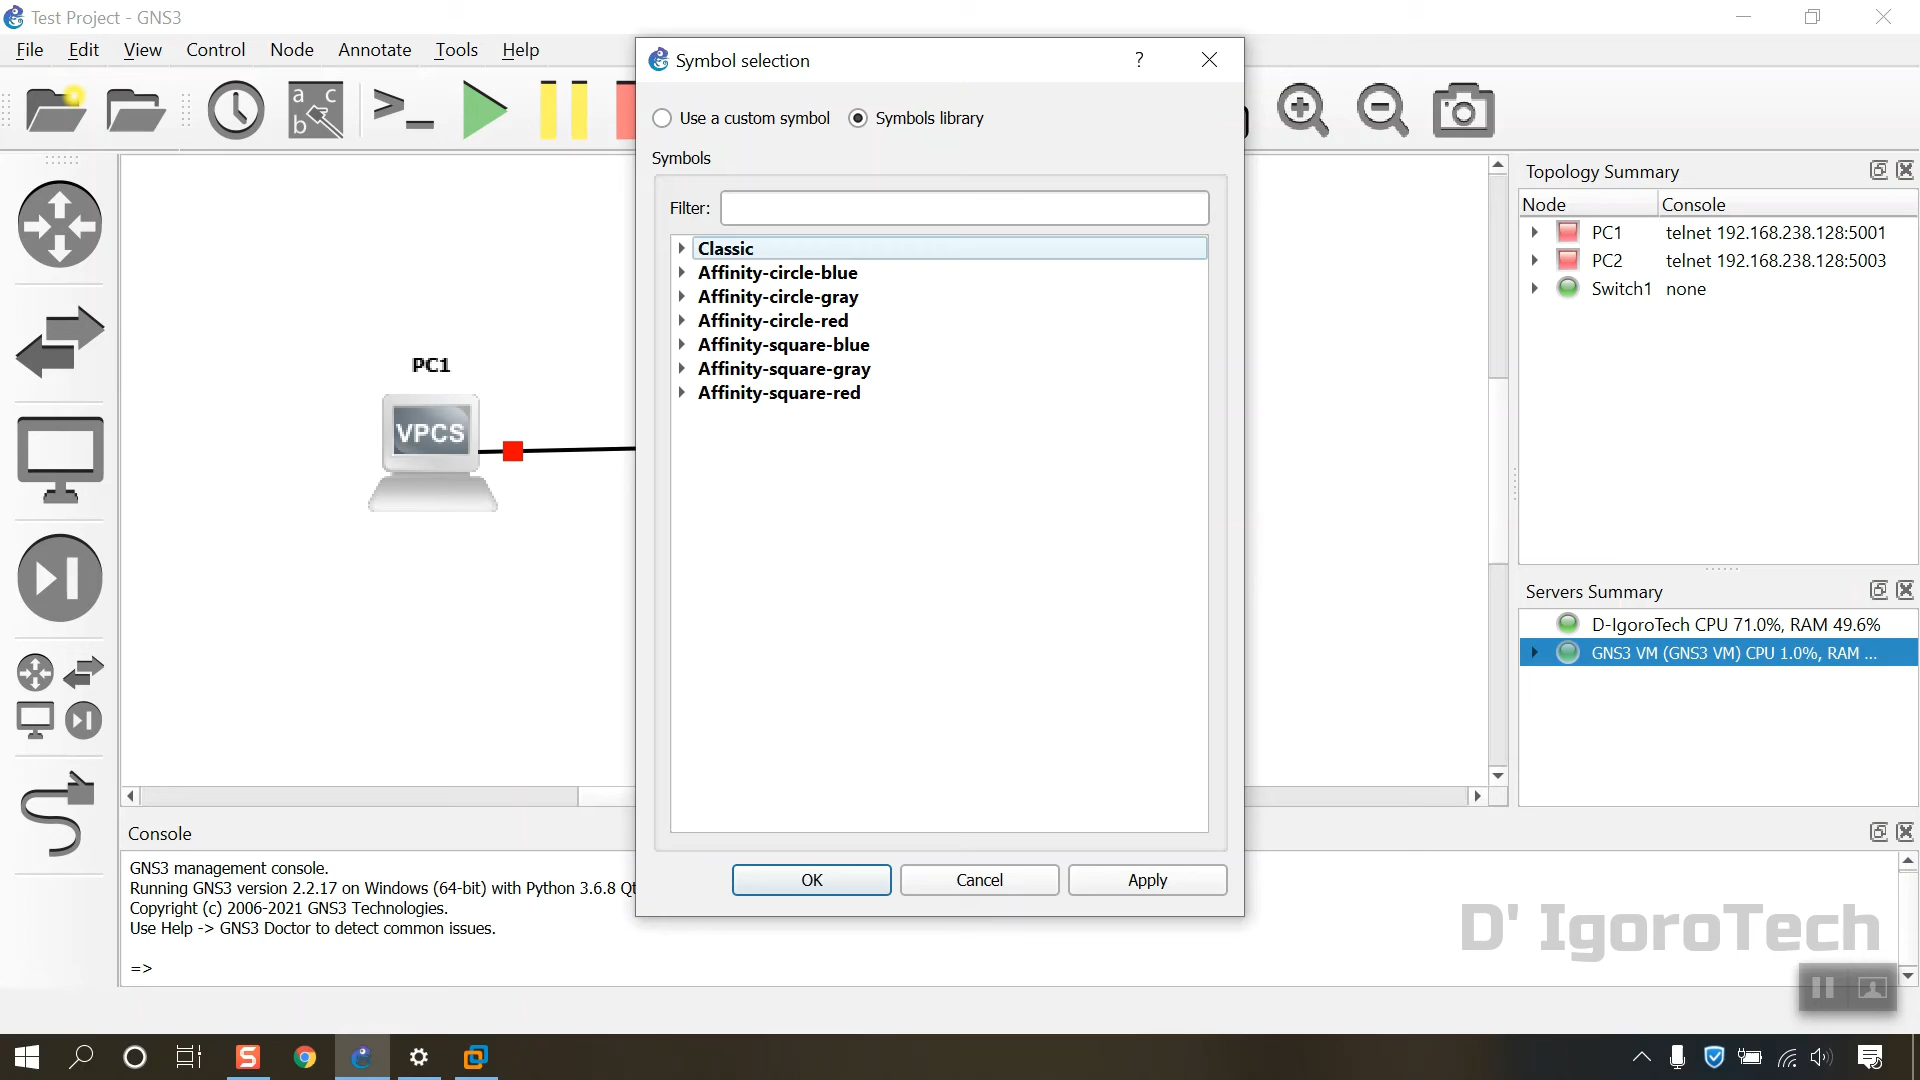 Test Project - GNS3
File Edit View Control Node Annotate Tools Help
a c
b
>_
Symbol selection
?
Use a custom symbol
Symbols library
Symbols
Filter:
Classic
Affinity-circle-blue
Affinity-circle-gray
Affinity-circle-red
Affinity-square-blue
Affinity-square-gray
Affinity-square-red
OK Cancel Apply
PC1
VPCS
Topology Summary
Node Console
PC1 telnet 192.168.238.128:5001
PC2 telnet 192.168.238.128:5003
Switch1 none
Servers Summary
D-IgoroTech CPU 71.0%, RAM 49.6%
GNS3 VM (GNS3 VM) CPU 1.0%, RAM ...
Console
GNS3 management console.
Running GNS3 version 2.2.17 on Windows (64-bit) with Python 3.6.8 Qt
Copyright (c) 2006-2021 GNS3 Technologies.
Use Help -> GNS3 Doctor to detect common issues.
=>
D' IgoroTech
S